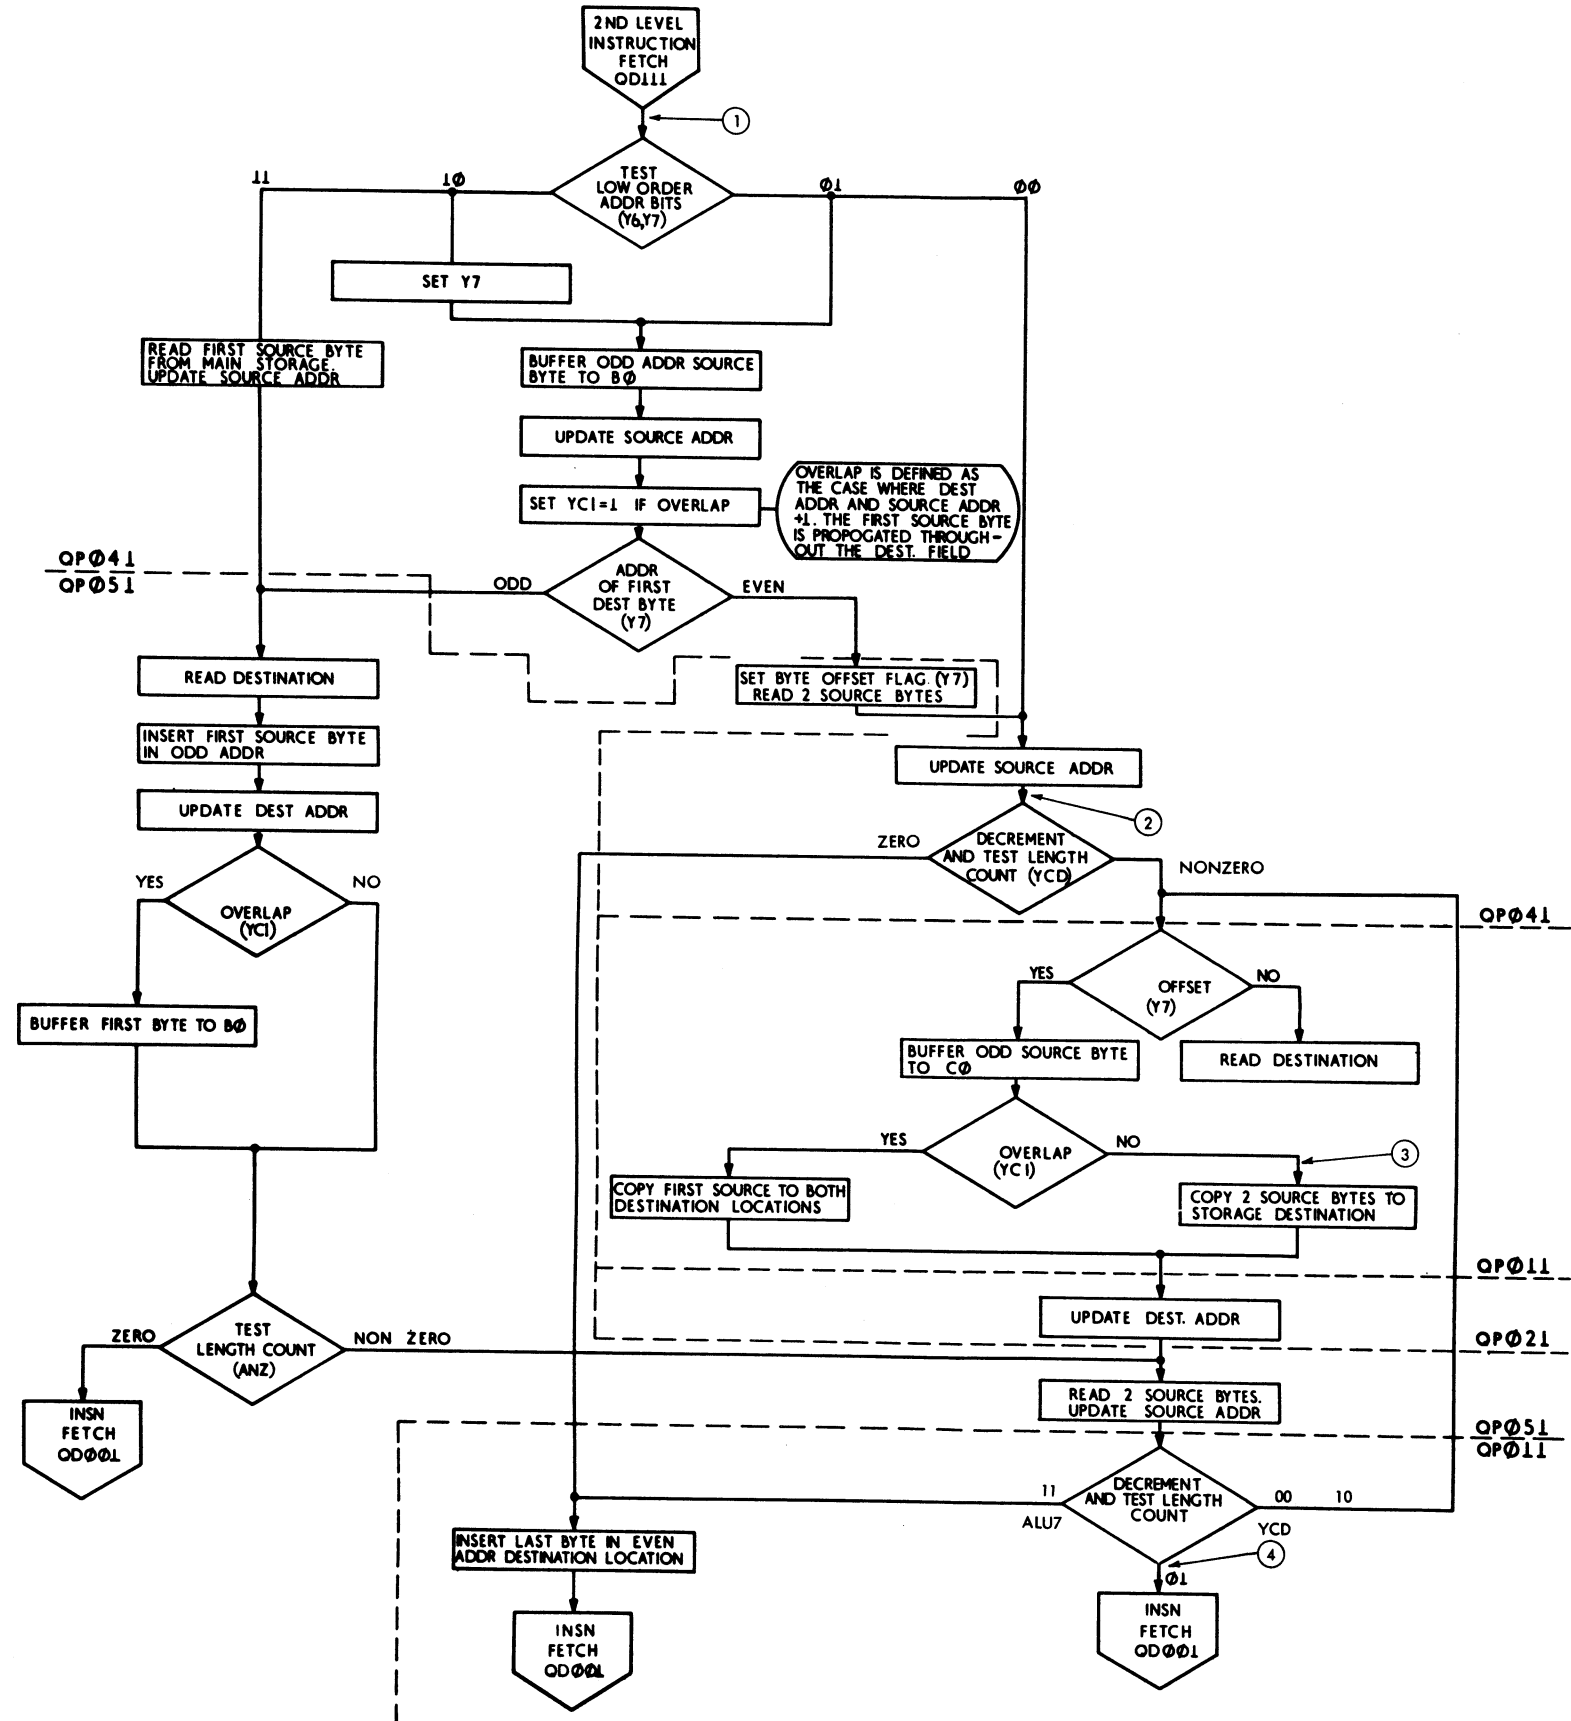 2ND LEVEL
INSTRUCTION
FETCH
QD111
1
TEST
LOW ORDER
ADDR BITS
(Y6,Y7)
11
1Ø
Ø1
ØØ
SET Y7
READ FIRST SOURCE BYTE
FROM MAIN STORAGE.
UPDATE SOURCE ADDR
BUFFER ODD ADDR SOURCE
BYTE TO BØ
UPDATE SOURCE ADDR
SET YCI=1 IF OVERLAP
OVERLAP IS DEFINED AS
THE CASE WHERE DEST
ADDR AND SOURCE ADDR
+1. THE FIRST SOURCE BYTE
IS PROPOGATED THROUGH-
OUT THE DEST. FIELD
QPØ41
QPØ51
ODD
ADDR
OF FIRST
DEST BYTE
(Y7)
EVEN
READ DESTINATION
SET BYTE OFFSET FLAG. (Y7)
READ 2 SOURCE BYTES
INSERT FIRST SOURCE BYTE
IN ODD ADDR
UPDATE SOURCE ADDR
UPDATE DEST ADDR
2
ZERO
DECREMENT
AND TEST LENGTH
COUNT (YCD)
NONZERO
YES
NO
OVERLAP
(YCI)
QPØ41
YES
OFFSET
(Y7)
NO
BUFFER FIRST BYTE TO BØ
BUFFER ODD SOURCE BYTE
TO CØ
READ DESTINATION
YES
OVERLAP
(YCI)
NO
3
COPY FIRST SOURCE TO BOTH
DESTINATION LOCATIONS
COPY 2 SOURCE BYTES TO
STORAGE DESTINATION
QPØ11
UPDATE DEST. ADDR
ZERO
TEST
LENGTH COUNT
(ANZ)
NON ZERO
QPØ21
READ 2 SOURCE BYTES.
UPDATE SOURCE ADDR
INSN
FETCH
QDØØ1
QPØ51
QPØ11
11
ALU7
DECREMENT
AND TEST LENGTH
COUNT
00 10
YCD
4
Ø1
INSERT LAST BYTE IN EVEN
ADDR DESTINATION LOCATION
INSN
FETCH
QDØØ1
INSN
FETCH
QDØØ1